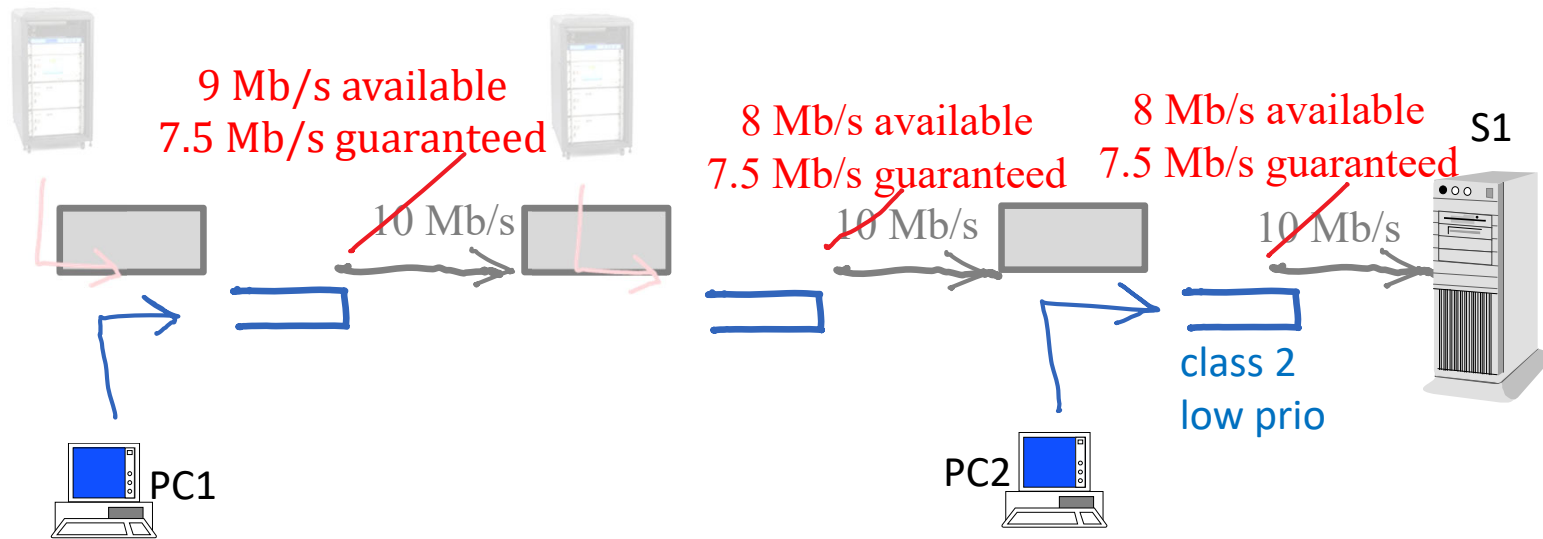 9 Mb/s available
7.5 Mb/s guaranteed
10 Mb/s
8 Mb/s available
7.5 Mb/s guaranteed
10 Mb/s
8 Mb/s available
7.5 Mb/s guaranteed
10 Mb/s
S1
class 2
low prio
PC1
PC2